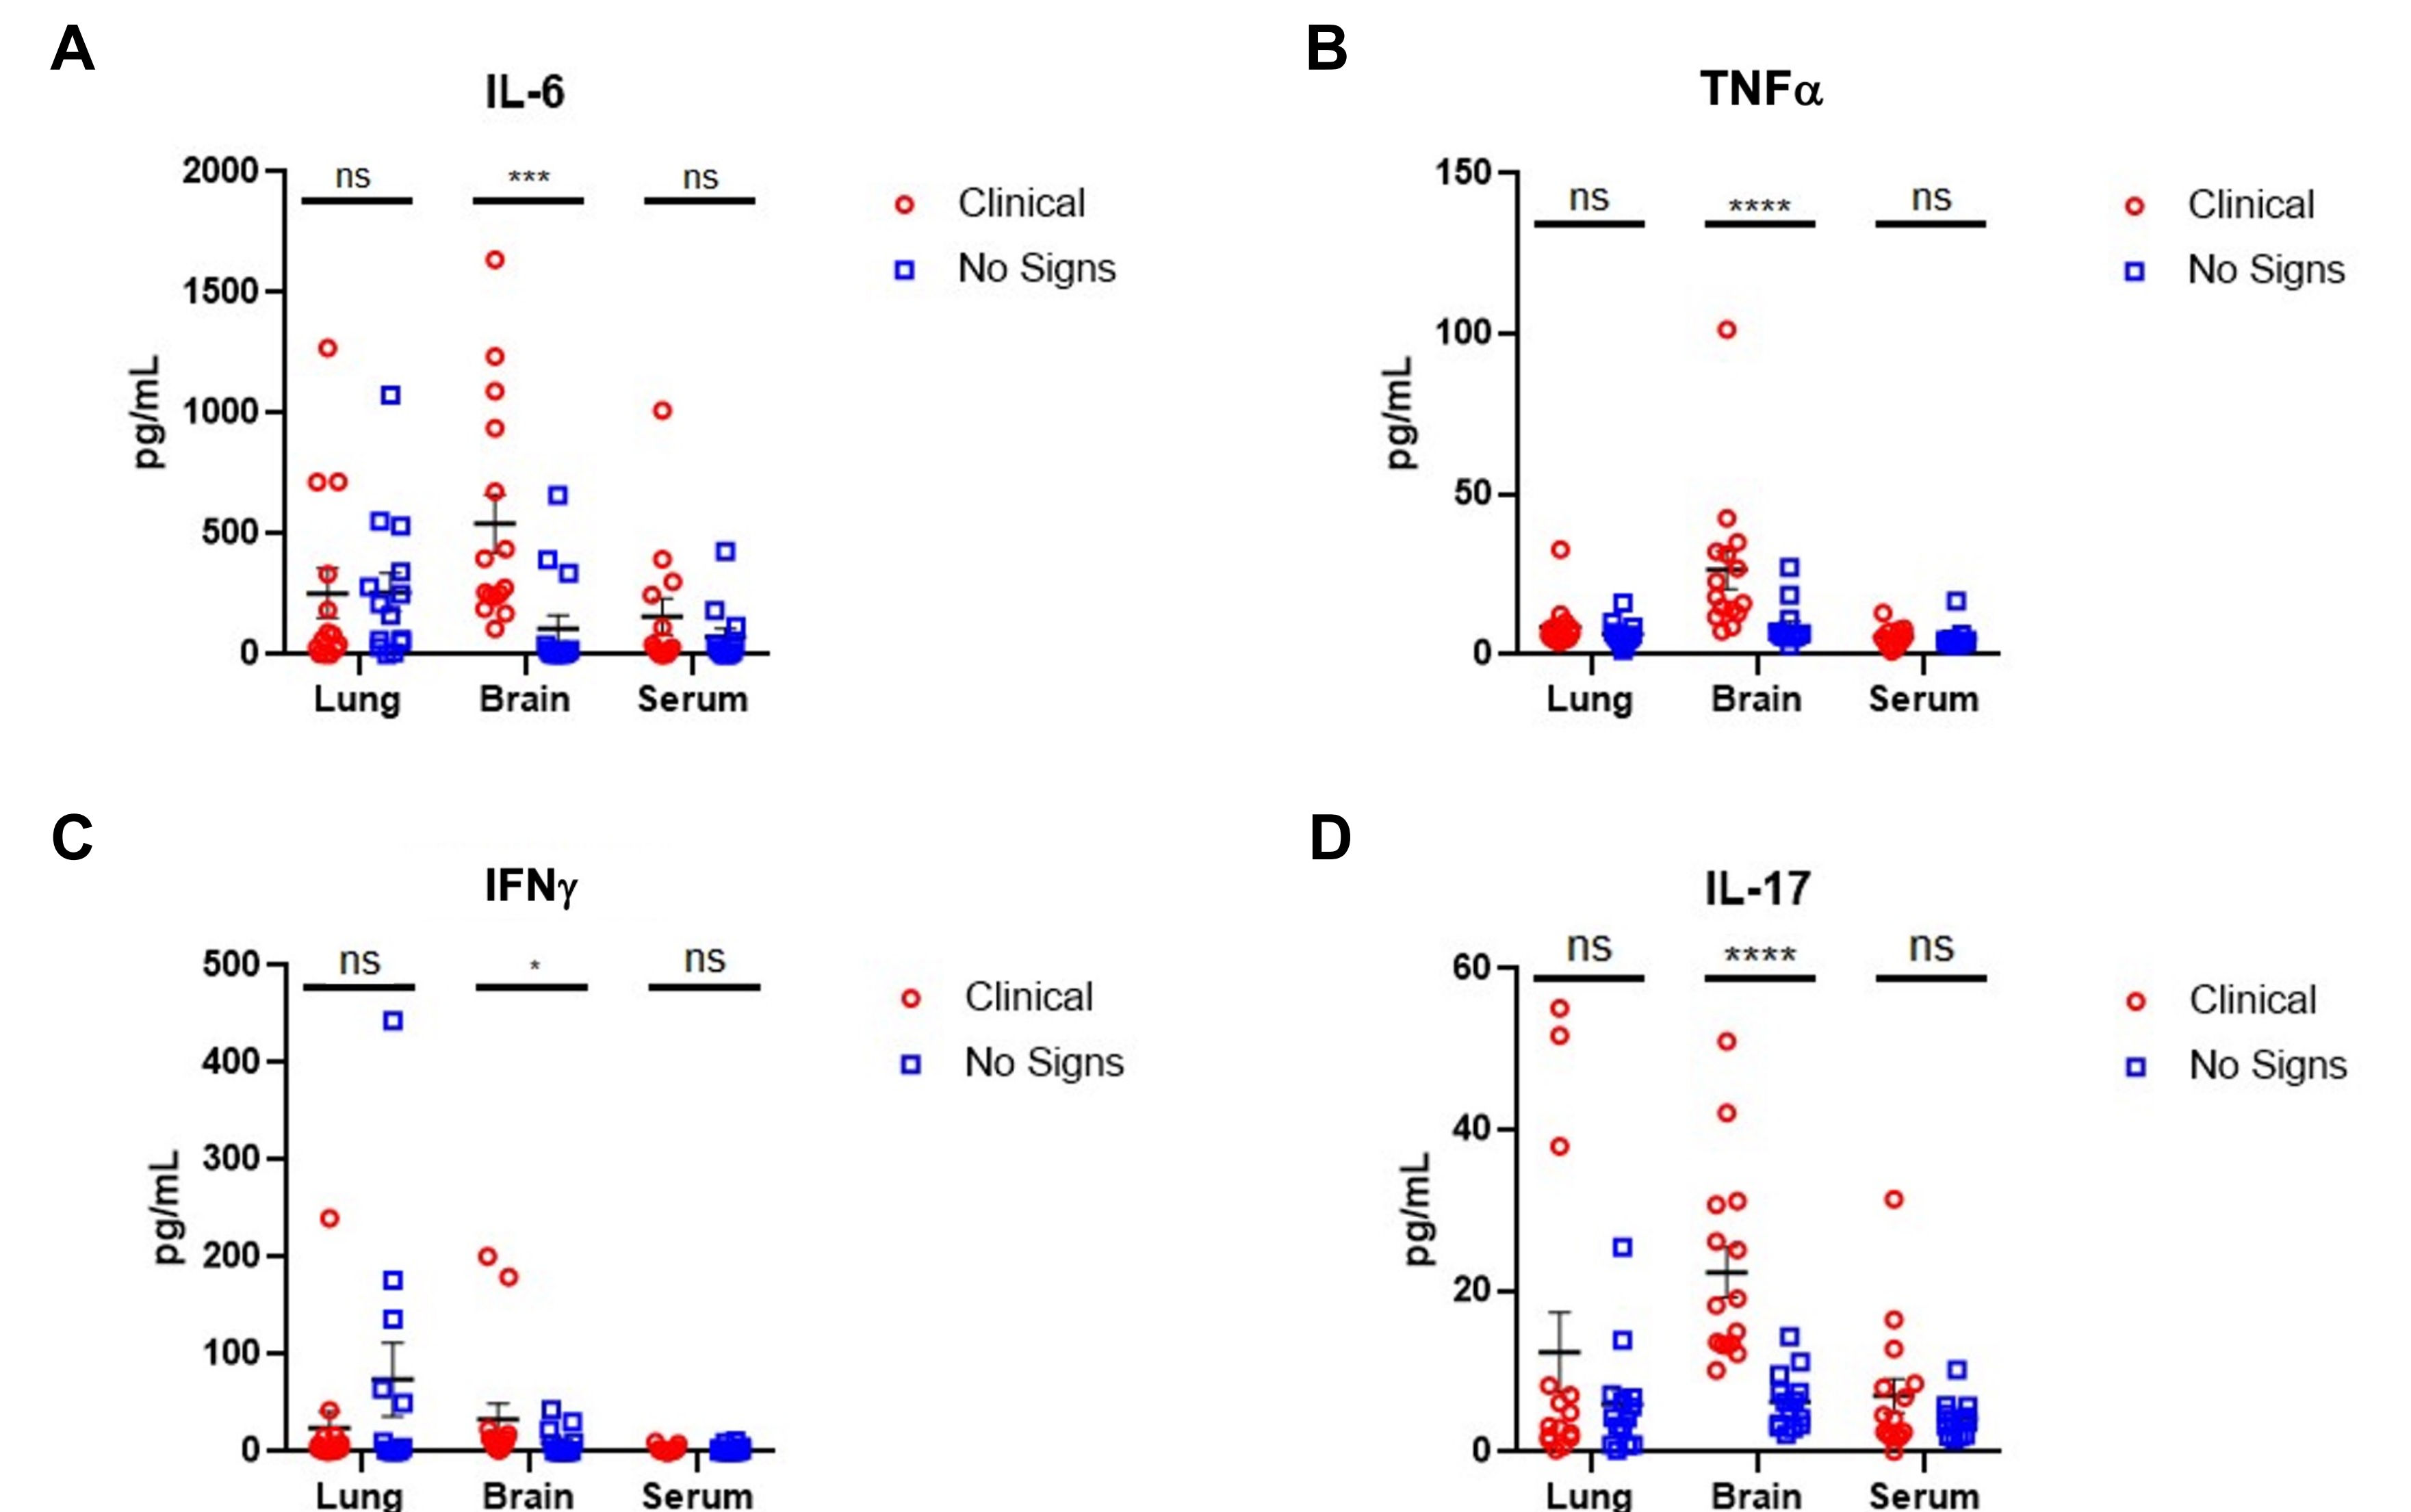 A
IL-6
2000
1500
1000
500
0
pg/mL
ns
***
ns
Clinical
No Signs
Lung
Brain
Serum
B
TNFα
150
100
50
0
pg/mL
ns
****
ns
Clinical
No Signs
Lung
Brain
Serum
C
IFNγ
500
400
300
200
100
0
pg/mL
ns
*
ns
Clinical
No Signs
Lung
Brain
Serum
D
IL-17
60
40
20
0
pg/mL
ns
****
ns
Clinical
No Signs
Lung
Brain
Serum